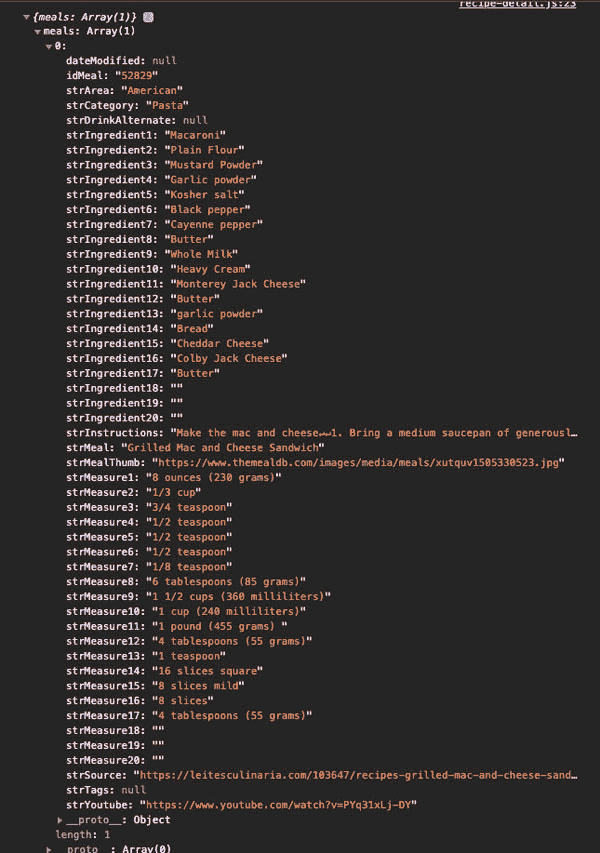 recipe-detail.js:23
{meals: Array(1)} i
meals: Array(1)
0:
dateModified: null
idMeal: "52829"
strArea: "American"
strCategory: "Pasta"
strDrinkAlternate: null
strIngredient1: "Macaroni"
strIngredient2: "Plain Flour"
strIngredient3: "Mustard Powder"
strIngredient4: "Garlic powder"
strIngredient5: "Kosher salt"
strIngredient6: "Black pepper"
strIngredient7: "Cayenne pepper"
strIngredient8: "Butter"
strIngredient9: "Whole Milk"
strIngredient10: "Heavy Cream"
strIngredient11: "Monterey Jack Cheese"
strIngredient12: "Butter"
strIngredient13: "garlic powder"
strIngredient14: "Bread"
strIngredient15: "Cheddar Cheese"
strIngredient16: "Colby Jack Cheese"
strIngredient17: "Butter"
strIngredient18: ""
strIngredient19: ""
strIngredient20: ""
strInstructions: "Make the mac and cheese↵↵1. Bring a medium saucepan of generousl…
strMeal: "Grilled Mac and Cheese Sandwich"
strMealThumb: "https://www.themealdb.com/images/media/meals/xutquv1505330523.jpg"
strMeasure1: "8 ounces (230 grams)"
strMeasure2: "1/3 cup"
strMeasure3: "3/4 teaspoon"
strMeasure4: "1/2 teaspoon"
strMeasure5: "1/2 teaspoon"
strMeasure6: "1/2 teaspoon"
strMeasure7: "1/8 teaspoon"
strMeasure8: "6 tablespoons (85 grams)"
strMeasure9: "1 1/2 cups (360 milliliters)"
strMeasure10: "1 cup (240 milliliters)"
strMeasure11: "1 pound (455 grams) "
strMeasure12: "4 tablespoons (55 grams)"
strMeasure13: "1 teaspoon"
strMeasure14: "16 slices square"
strMeasure15: "8 slices mild"
strMeasure16: "8 slices"
strMeasure17: "4 tablespoons (55 grams)"
strMeasure18: ""
strMeasure19: ""
strMeasure20: ""
strSource: "https://leitesculinaria.com/103647/recipes-grilled-mac-and-cheese-sand…
strTags: null
strYoutube: "https://www.youtube.com/watch?v=PYq31xLj-DY"
__proto__: Object
length: 1
__proto__: Array(0)